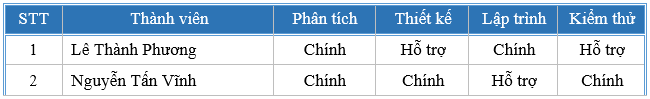 STT Thành viên Phân tích Thiết kế Lập trình Kiểm thử
1 Lê Thành Phương Chính Hỗ trợ Chính Hỗ trợ
2 Nguyễn Tấn Vĩnh Chính Chính Hỗ trợ Chính